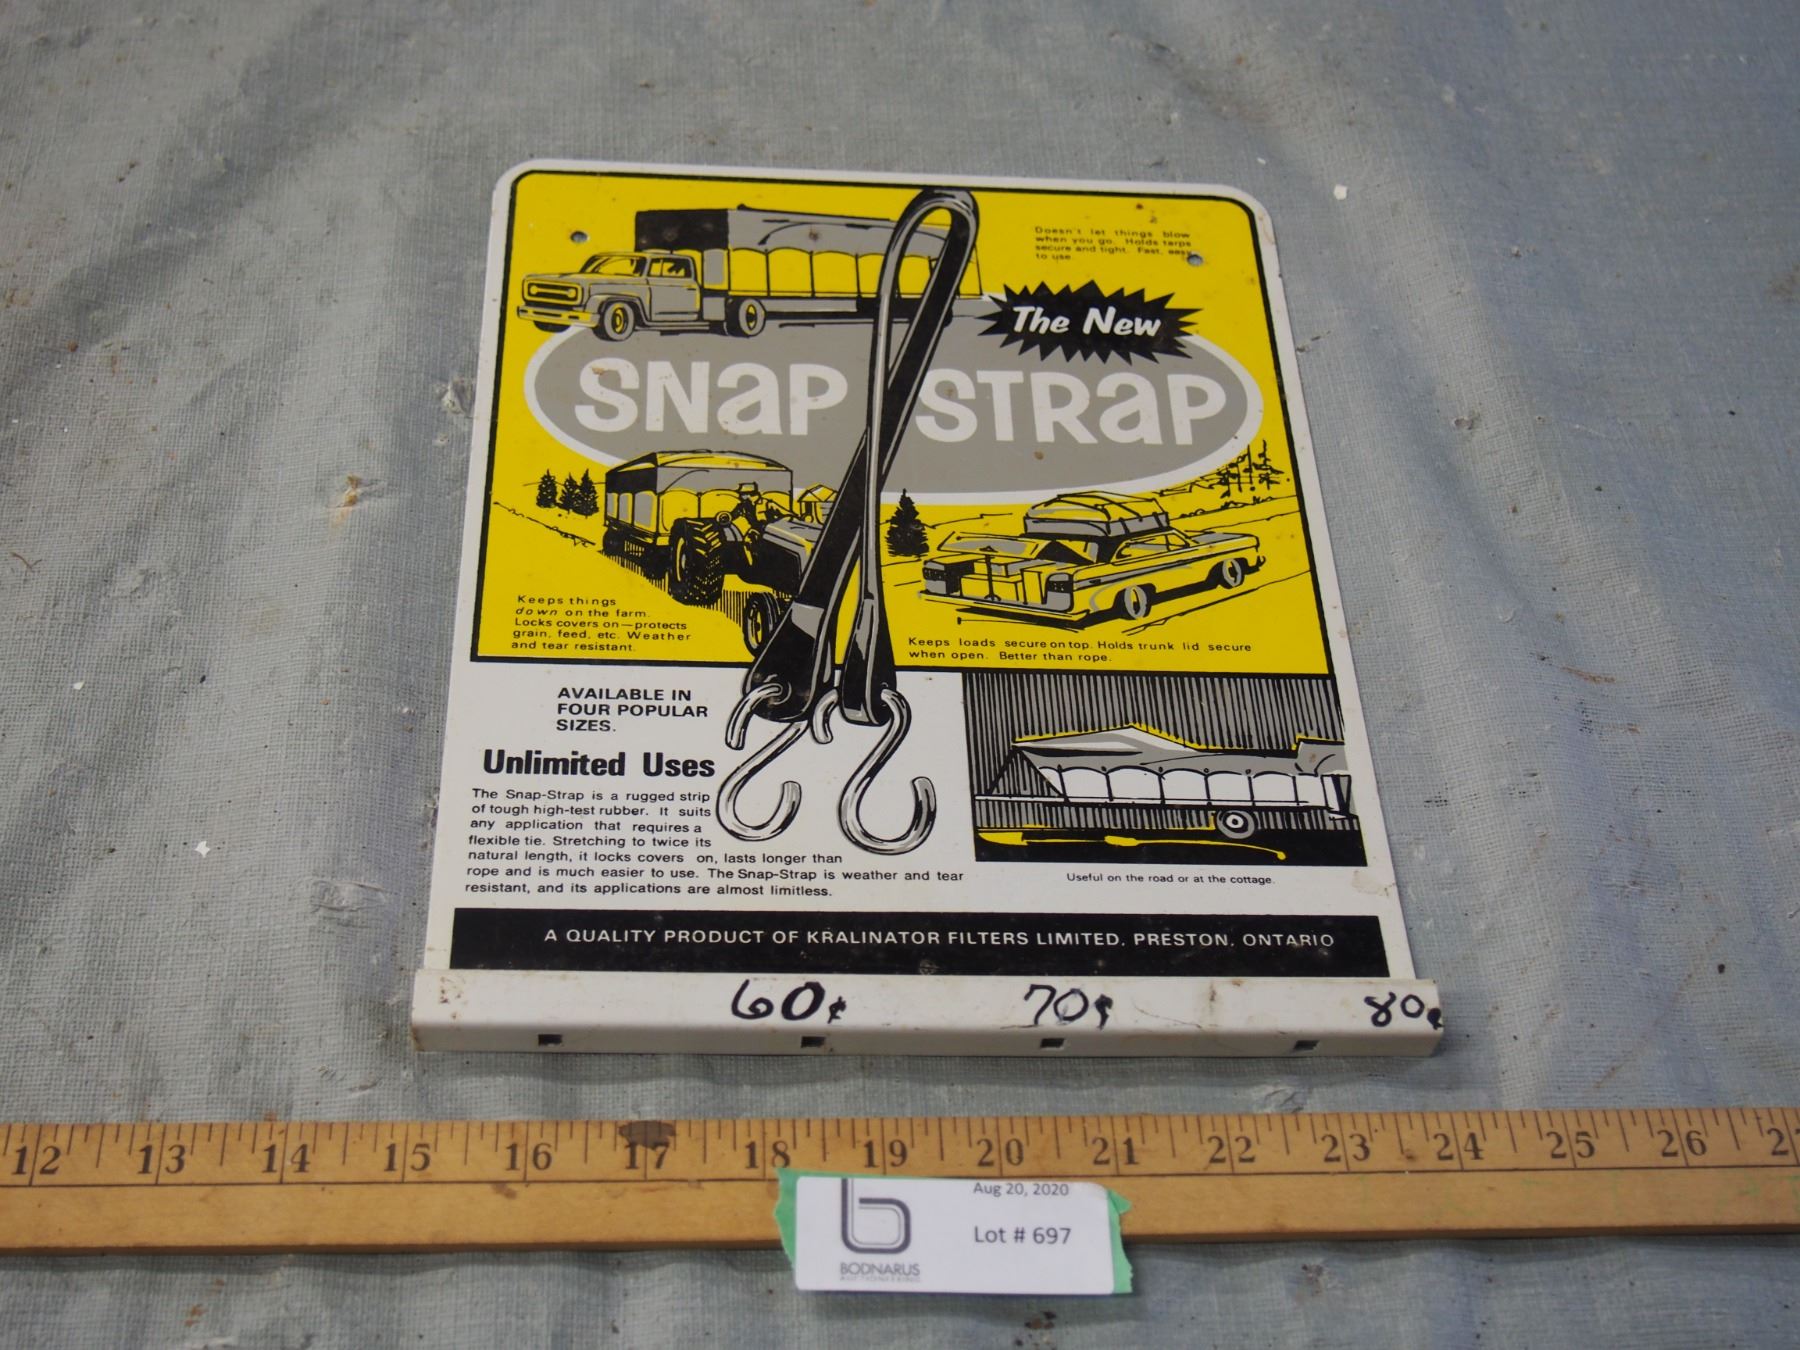 Doesn't let things blow
when you go. Holds tarps
secure and tight. Fast, easy
to use.
The New
SNAP STRAP
Keeps things
down on the farm.
Locks covers on—protects
grain, feed, etc. Weather
and tear resistant.
Keeps loads secure on top. Holds trunk lid secure
when open. Better than rope.
AVAILABLE IN
FOUR POPULAR
SIZES.
Unlimited Uses
The Snap-Strap is a rugged strip
of tough high-test rubber. It suits
any application that requires a
flexible tie. Stretching to twice its
natural length, it locks covers on, lasts longer than
rope and is much easier to use. The Snap-Strap is weather and tear
resistant, and its applications are almost limitless.
Useful on the road or at the cottage.
A QUALITY PRODUCT OF KRALINATOR FILTERS LIMITED, PRESTON, ONTARIO
60¢ 70¢ 80¢
12 13 14 15 16 17 18 19 20 21 22 23 24 25 26 2
Aug 20, 2020
Lot # 697
b
BODNARUS
AUCTIONEERING